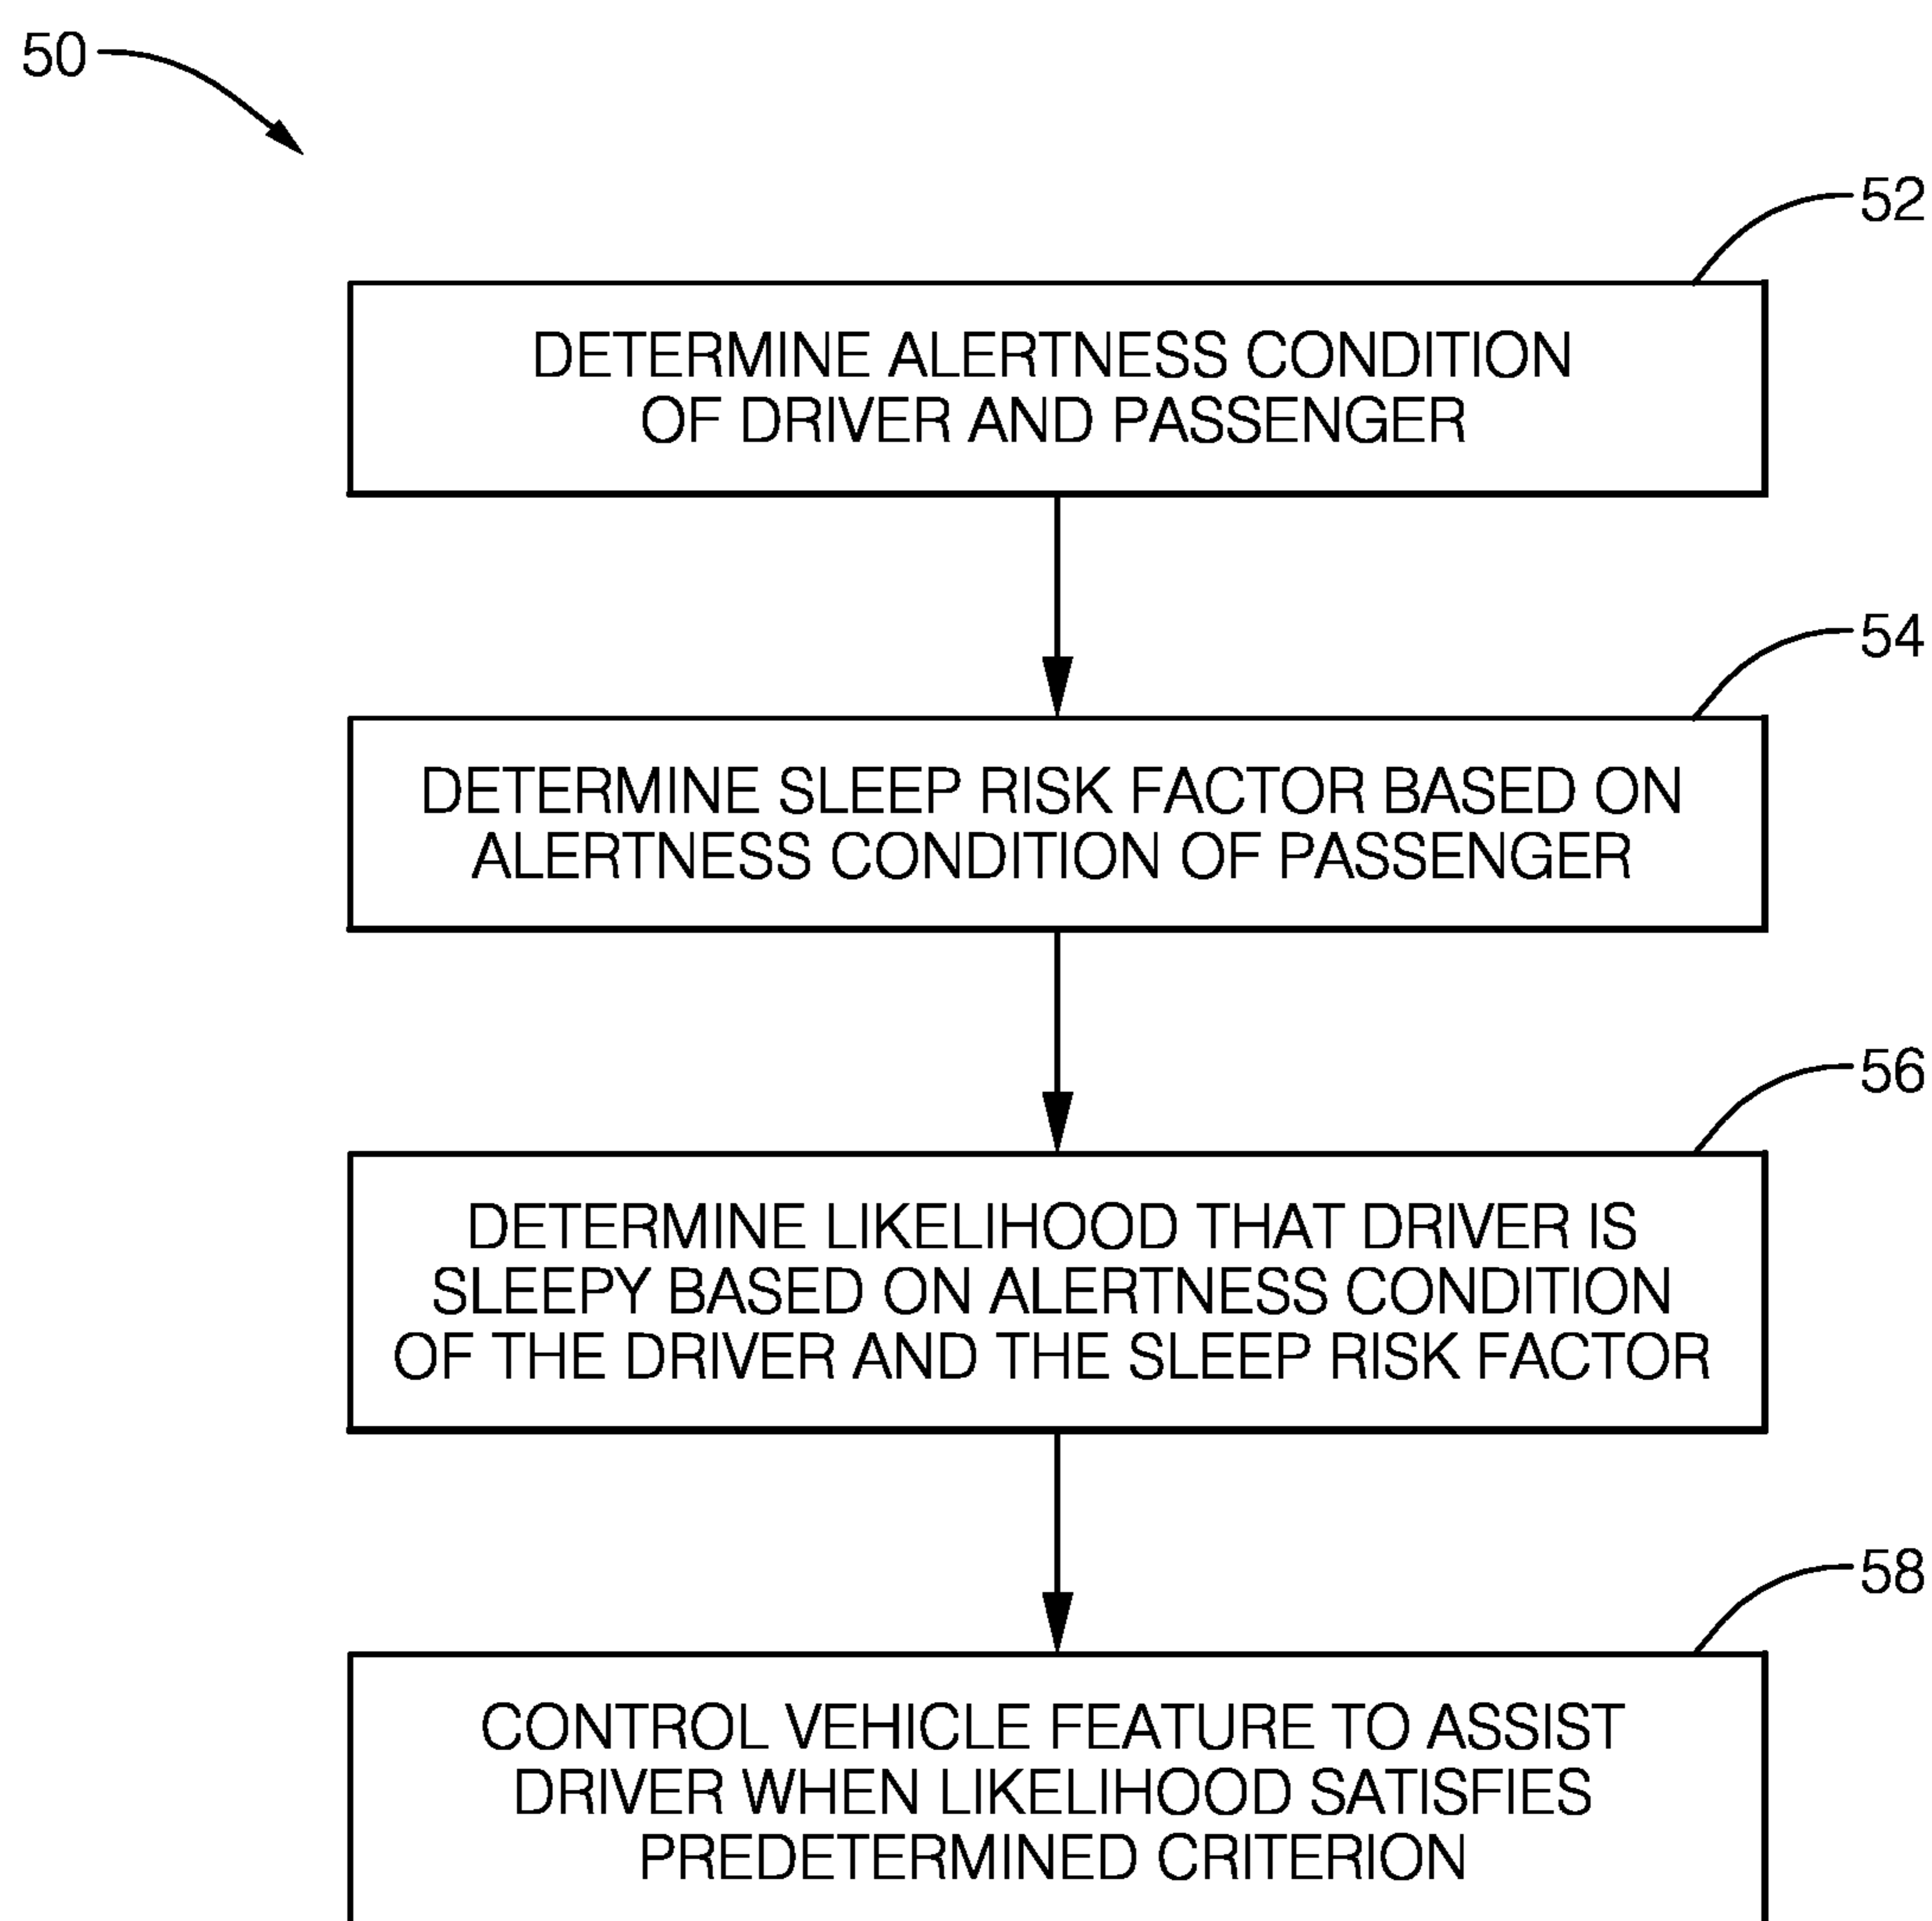 50
52
DETERMINE ALERTNESS CONDITION
OF DRIVER AND PASSENGER
54
DETERMINE SLEEP RISK FACTOR BASED ON
ALERTNESS CONDITION OF PASSENGER
56
DETERMINE LIKELIHOOD THAT DRIVER IS
SLEEPY BASED ON ALERTNESS CONDITION
OF THE DRIVER AND THE SLEEP RISK FACTOR
58
CONTROL VEHICLE FEATURE TO ASSIST
DRIVER WHEN LIKELIHOOD SATISFIES
PREDETERMINED CRITERION